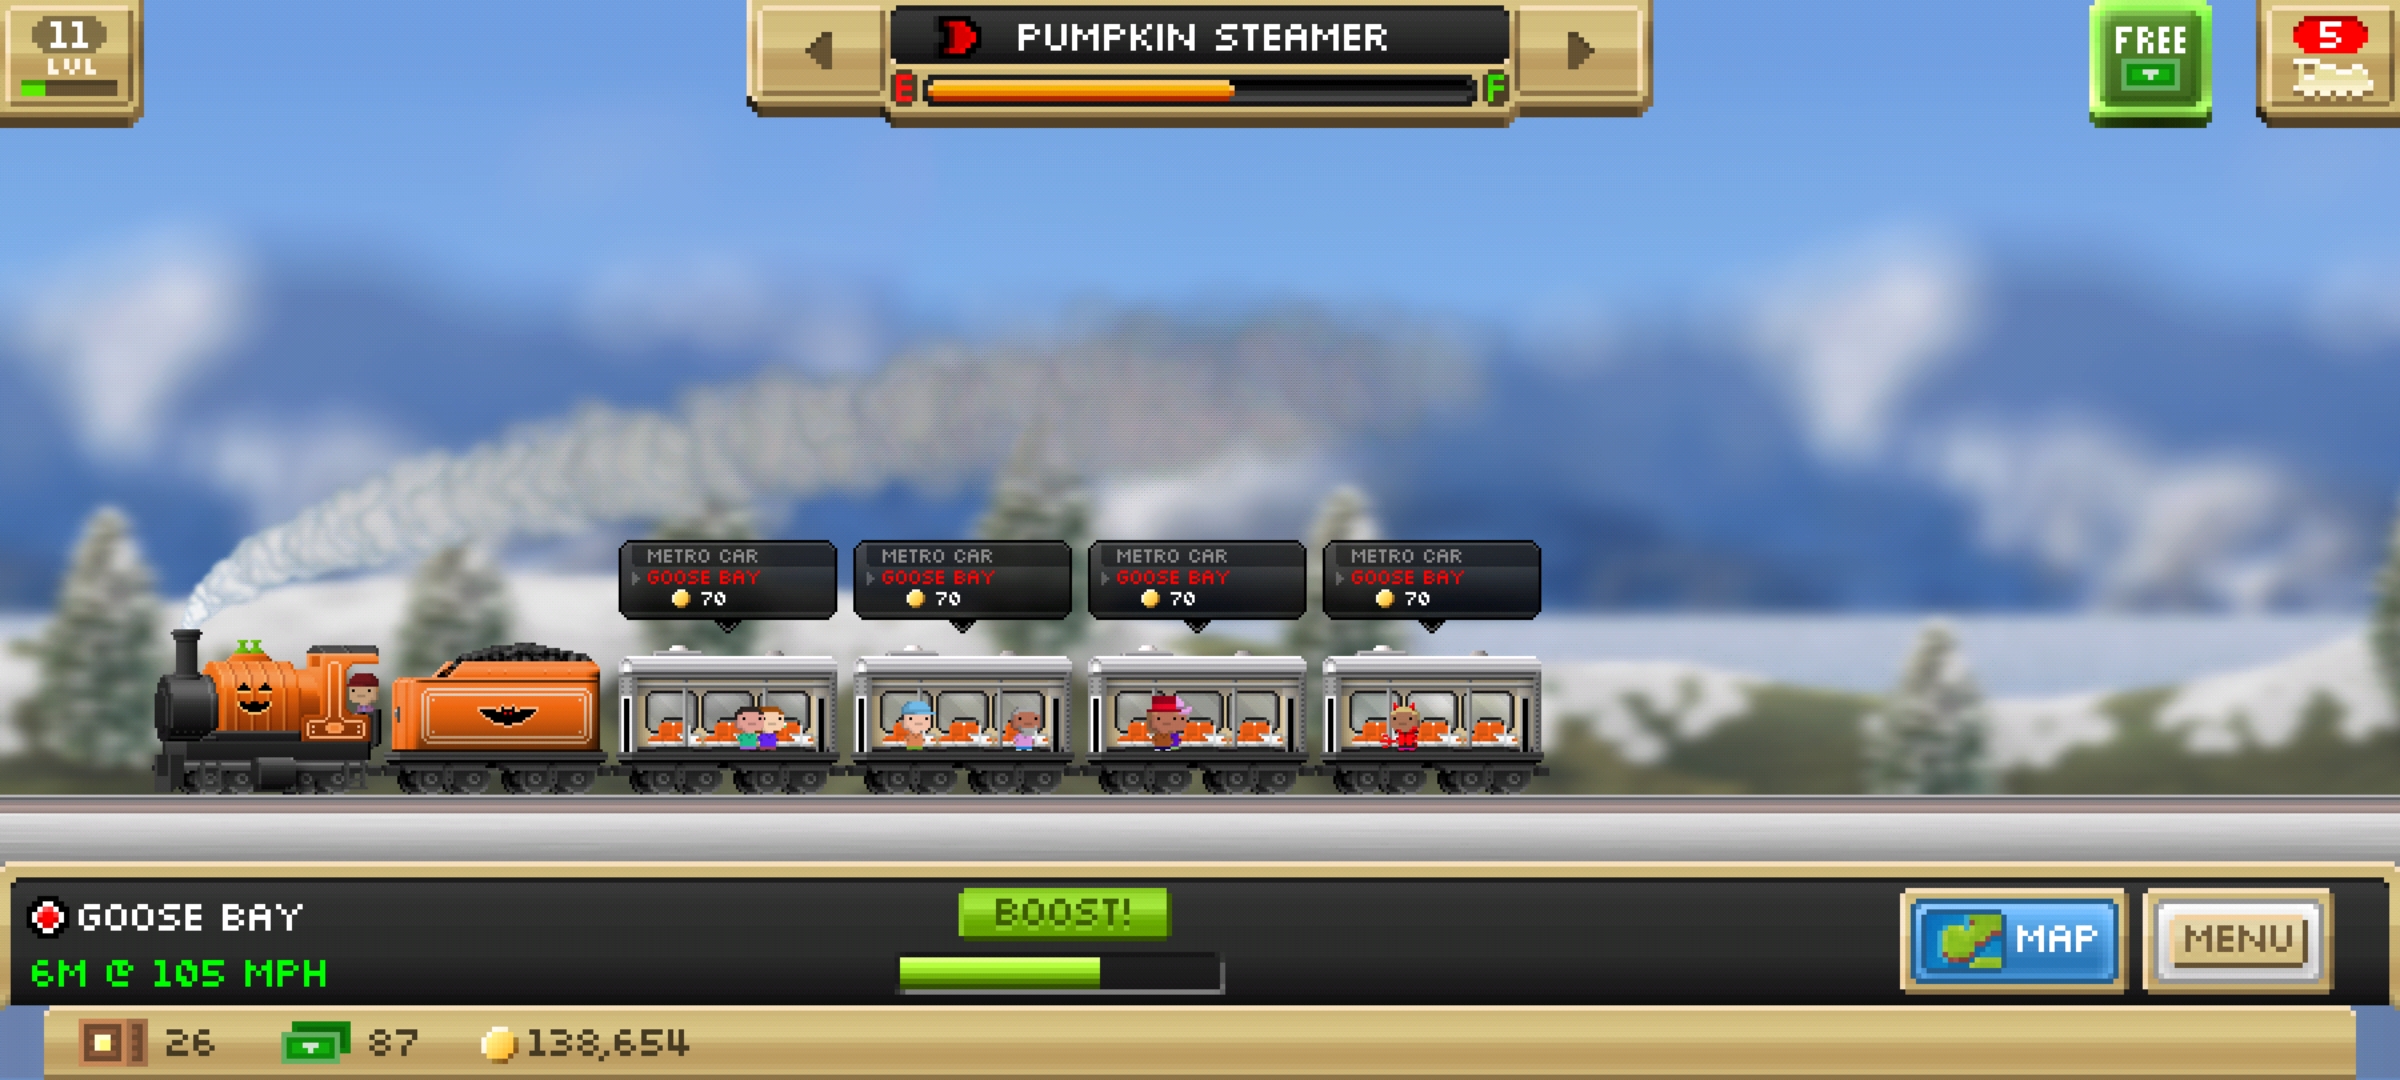 11
LVL
PUMPKIN STEAMER
E F
FREE
5
METRO CAR
GOOSE BAY
70
METRO CAR
GOOSE BAY
70
METRO CAR
GOOSE BAY
70
METRO CAR
GOOSE BAY
70
GOOSE BAY
6M @ 105 MPH
BOOST!
MAP
MENU
26
87
138,654